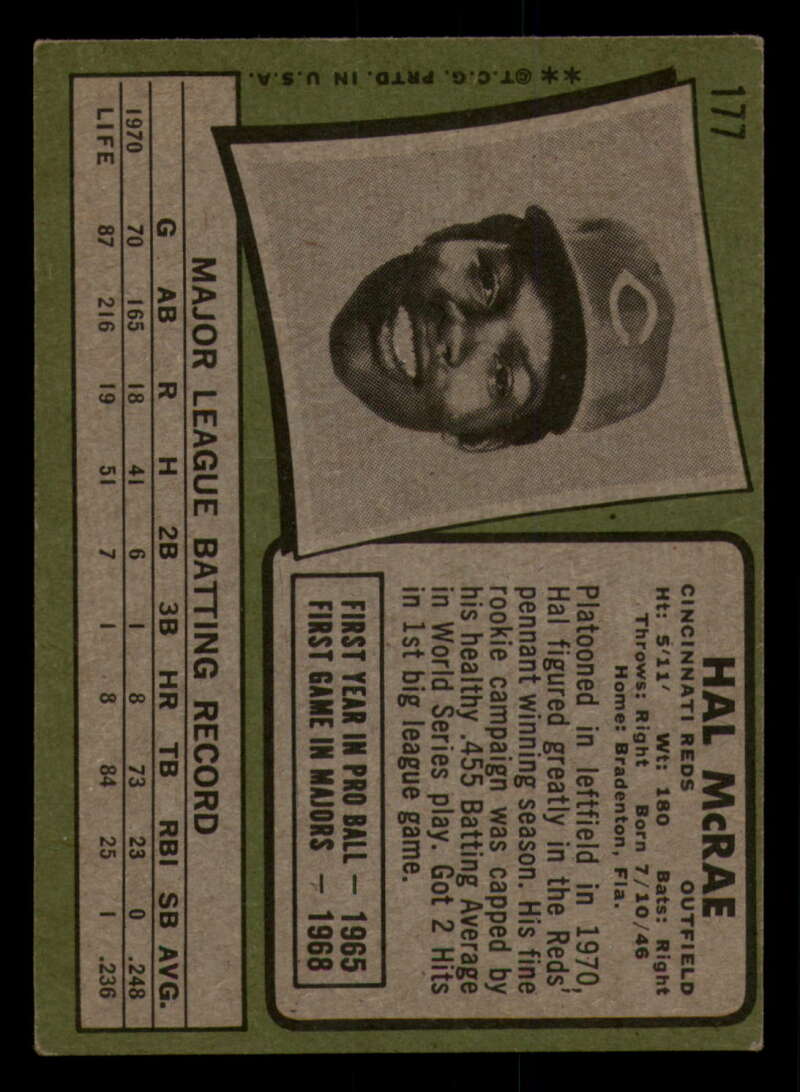 177
HAL McRAE
CINCINNATI REDS OUTFIELD
Ht: 5'11' Wt: 180 Bats: Right
Throws: Right Born 7/10/46
Home: Bradenton, Fla.
Platooned in leftfield in 1970,
Hal figured greatly in the Reds'
pennant winning season. His fine
rookie campaign was capped by
his healthy .455 Batting Average
in World Series play. Got 2 Hits
in 1st big league game.
FIRST YEAR IN PRO BALL — 1965
FIRST GAME IN MAJORS — 1968
C
MAJOR LEAGUE BATTING RECORD
G AB R H 2B 3B HR TB RBI SB AVG.
1970 70 165 18 41 6 1 8 73 23 0 .248
LIFE 87 216 19 51 7 1 8 84 25 1 .236
**©T.C.G. PRTD. IN U.S.A.